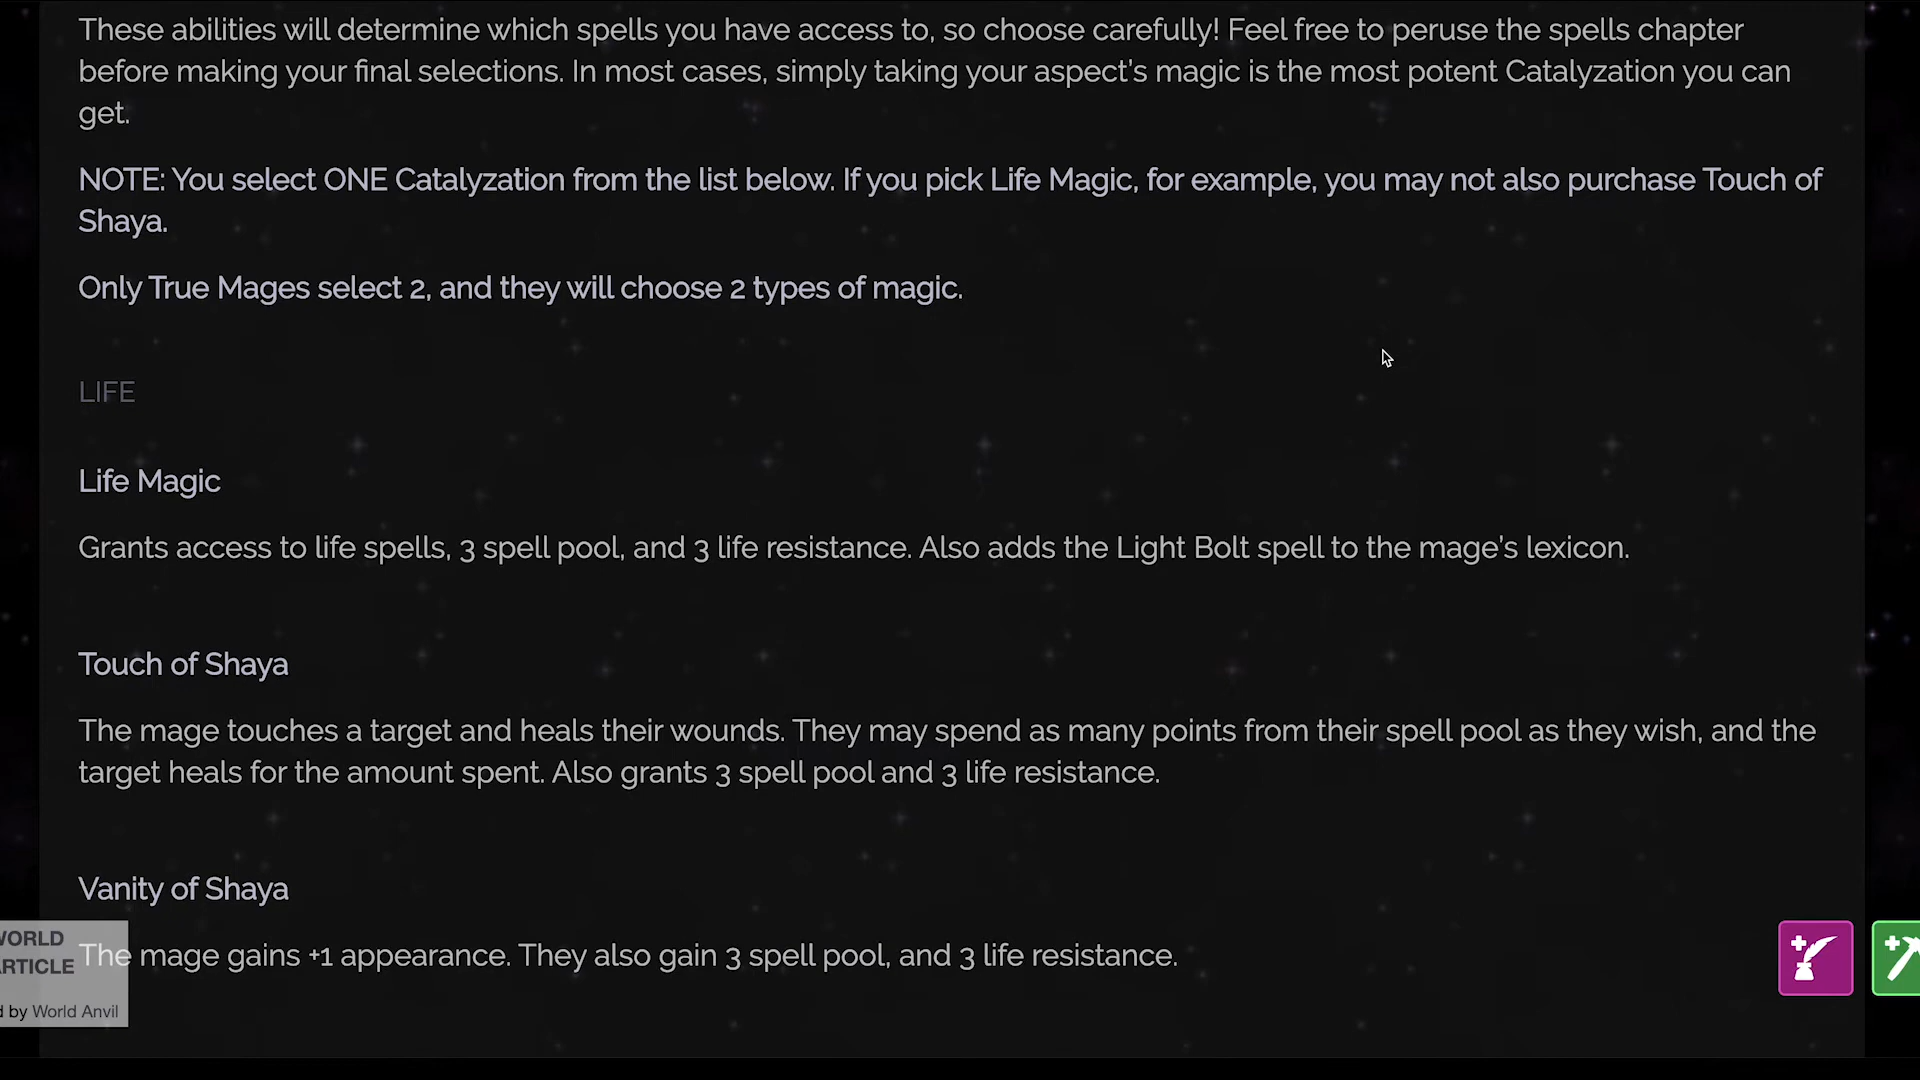 These abilities will determine which spells you have access to, so choose carefully! Feel free to peruse the spells chapter
before making your final selections. In most cases, simply taking your aspect's magic is the most potent Catalyzation you can
get.
NOTE: You select ONE Catalyzation from the list below. If you pick Life Magic, for example, you may not also purchase Touch of
Shaya.
Only True Mages select 2, and they will choose 2 types of magic.
LIFE
Life Magic
Grants access to life spells, 3 spell pool, and 3 life resistance. Also adds the Light Bolt spell to the mage's lexicon.
Touch of Shaya
The mage touches a target and heals their wounds. They may spend as many points from their spell pool as they wish, and the
target heals for the amount spent. Also grants 3 spell pool and 3 life resistance.
Vanity of Shaya
The mage gains +1 appearance. They also gain 3 spell pool, and 3 life resistance.
WORLD
ARTICLE
d by World Anvil